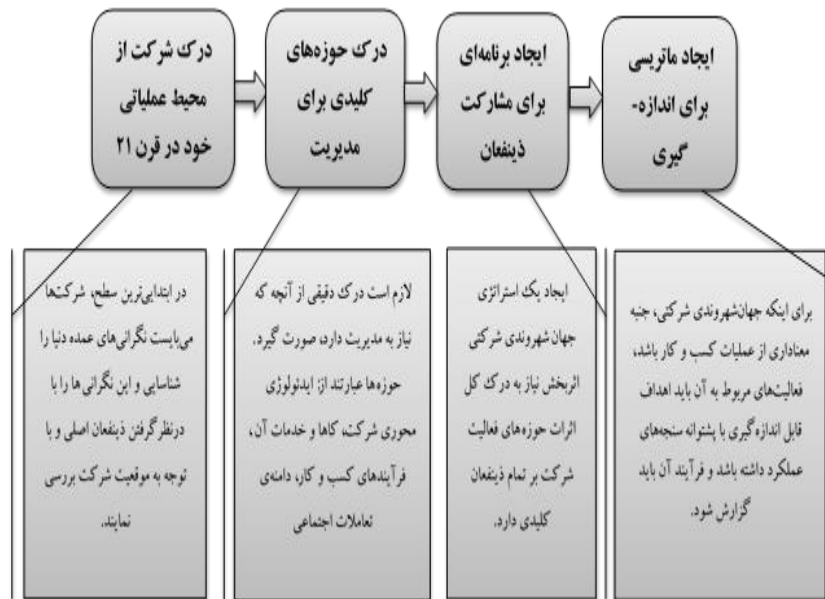 درک شرکت از
محیط عملیاتی
خود در قرن ۲۱
درک حوزه‌های
کلیدی برای
مدیریت
ایجاد برنامه‌ای
برای مشارکت
ذینفعان
ایجاد ماتریسی
برای اندازه-
گیری
در ابتدایی‌ترین سطح، شرکت‌ها
می‌بایست نگرانی‌های عمده دنیا را
شناسایی و این نگرانی ها را با
درنظر گرفتن ذینفعان اصلی و با
توجه به موقعیت شرکت بررسی
نمایند.
لازم است درک دقیقی از آنچه که
نیاز به مدیریت دارد، صورت گیرد.
حوزه‌ها عبارتند از: ایدئولوژی
محوری شرکت، کاها و خدمات آن،
فرآیندهای کسب و کار، دامنه‌ی
تعاملات اجتماعی
ایجاد یک استراتژی
جهان شهروندی شرکتی
اثربخش نیاز به درک کل
اثرات حوزه‌های فعالیت
شرکت بر تمام ذینفعان
کلیدی دارد.
برای اینکه جهان‌شهروندی شرکتی، جنبه
معناداری از عملیات کسب و کار باشد،
فعالیت‌های مربوط به آن باید اهداف
قابل اندازه‌گیری با پشتوانه سنجه‌های
عملکرد داشته باشد و فرآیند آن باید
گزارش شود.